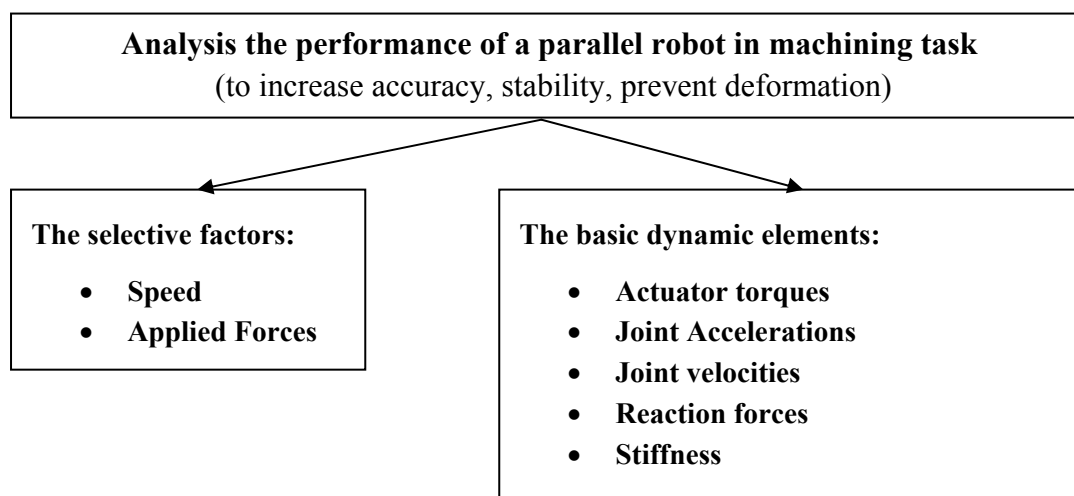 Analysis the performance of a parallel robot in machining task
(to increase accuracy, stability, prevent deformation)
The selective factors:
• Speed
• Applied Forces
The basic dynamic elements:
• Actuator torques
• Joint Accelerations
• Joint velocities
• Reaction forces
• Stiffness